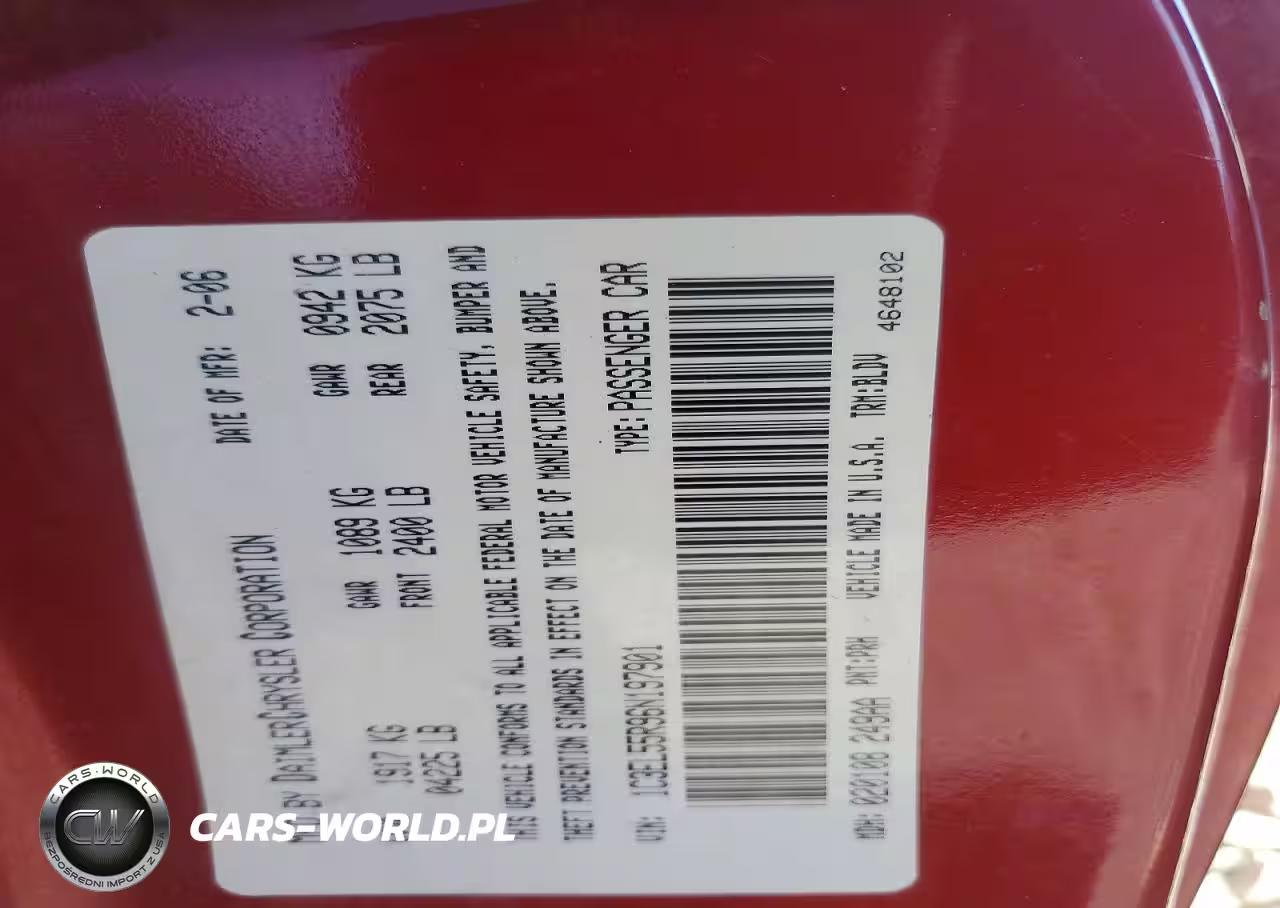 BY DAIMLERCHRYSLER CORPORATION DATE OF MFR: 2-06
1917 KG GAWR 1089 KG GAWR 0942 KG
04225 LB FRONT 2400 LB REAR 2075 LB
THIS VEHICLE CONFORMS TO ALL APPLICABLE FEDERAL MOTOR VEHICLE SAFETY, BUMPER AND
THEFT PREVENTION STANDARDS IN EFFECT ON THE DATE OF MANUFACTURE SHOWN ABOVE.
VIN: 1C3EL55R96N197901 TYPE: PASSENGER CAR
MDH: 020108 249AA PNT: PRH VEHICLE MADE IN U.S.A. TRM: BLDV 4648102
CARS-WORLD
CW
BEZPOŚREDNI IMPORT Z USA
CARS-WORLD.PL